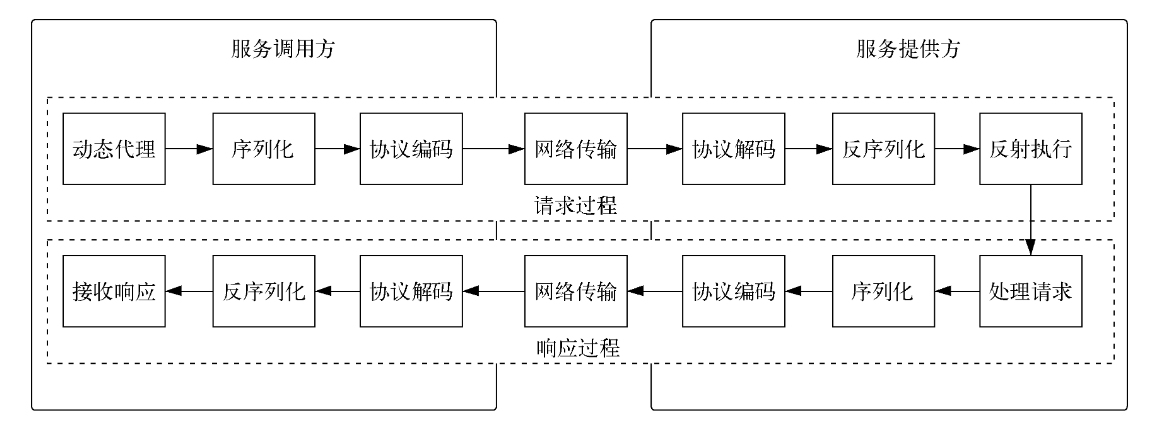 服务调用方
服务提供方
动态代理
序列化
协议编码
网络传输
协议解码
反序列化
反射执行
请求过程
接收响应
反序列化
协议解码
网络传输
协议编码
序列化
处理请求
响应过程